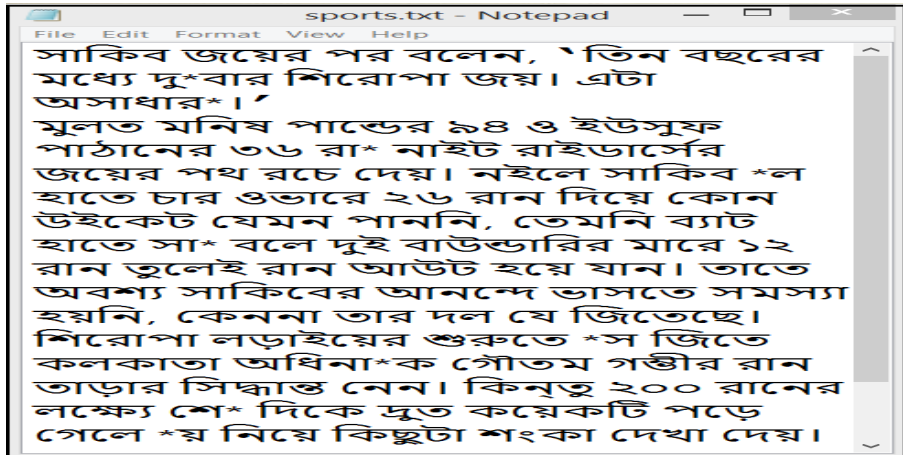 sports.txt - Notepad
File Edit Format View Help
সাকিব জয়ের পর বলেন, ‘তিন বছরের
মধ্যে দু*বার শিরোপা জয়। এটা
অসাধার*।’
মুলত মনিষ পান্ডের ৯৪ ও ইউসুফ
পাঠানের ৩৬ রা* নাইট রাইডার্সের
জয়ের পথ রচে দেয়। নইলে সাকিব *ল
হাতে চার ওভারে ২৬ রান দিয়ে কোন
উইকেট যেমন পাননি, তেমনি ব্যাট
হাতে সা* বলে দুই বাউন্ডারির মারে ১২
রান তুলেই রান আউট হয়ে যান। তাতে
অবশ্য সাকিবের আনন্দে ভাসতে সমস্যা
হয়নি, কেননা তার দল যে জিতেছে।
শিরোপা লড়াইয়ের শুরুতে *স জিতে
কলকাতা অধিনা*ক গৌতম গম্ভীর রান
তাড়ার সিদ্ধান্ত নেন। কিন্তু ২০০ রানের
লক্ষ্যে শে* দিকে দ্রুত কয়েকটি পড়ে
গেলে *য় নিয়ে কিছুটা শংকা দেখা দেয়।